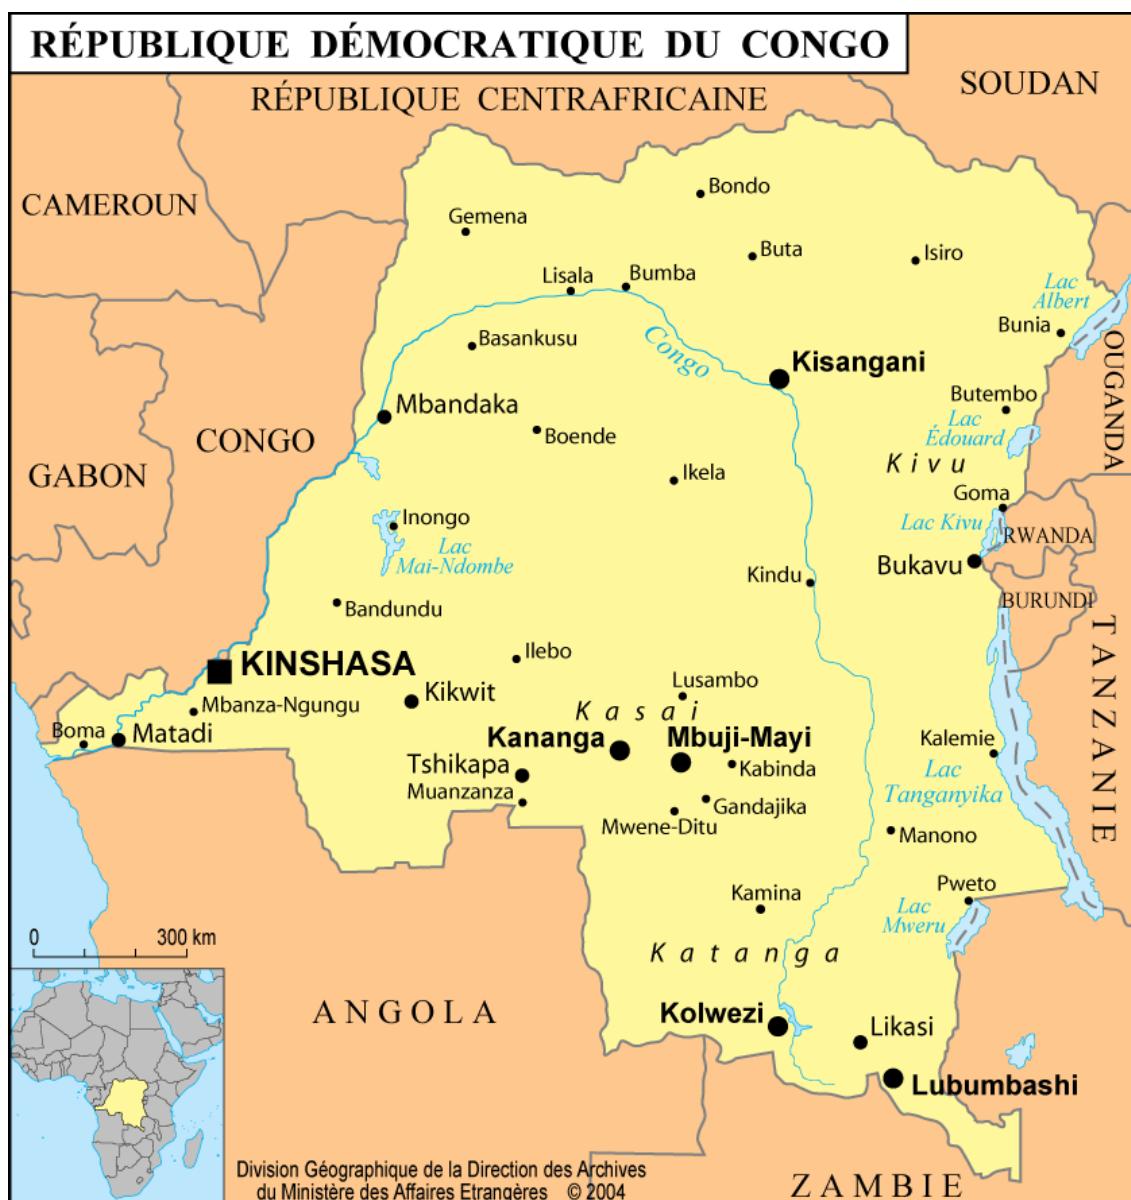 RÉPUBLIQUE DÉMOCRATIQUE DU CONGO
SOUDAN
RÉPUBLIQUE CENTRAFRICAINE
CAMEROUN
Bondo
Gemena
Buta
Isiro
Lisala
Bumba
Lac
Albert
Bunia
Basankusu
Congo
Kisangani
OUGANDA
Butembo
Mbandaka
Lac
Édouard
Boende
CONGO
Kivu
GABON
Ikela
Goma
Inongo
Lac Kivu
RWANDA
Lac
Mai-Ndombe
Bukavu
Kindu
BURUNDI
Bandundu
TANZANIE
Ilebo
KINSHASA
Lusambo
Kikwit
Mbanza-Ngungu
Kasai
Boma
Matadi
Kananga
Mbuji-Mayi
Kalemie
Tshikapa
Kabinda
Lac
Tanganyika
Muanzanza
Gandajika
Mwene-Ditu
Manono
Pweto
Kamina
Lac
Mweru
0 300 km
Katanga
ANGOLA
Kolwezi
Likasi
Lubumbashi
Division Géographique de la Direction des Archives
du Ministère des Affaires Etrangères © 2004
ZAMBIE